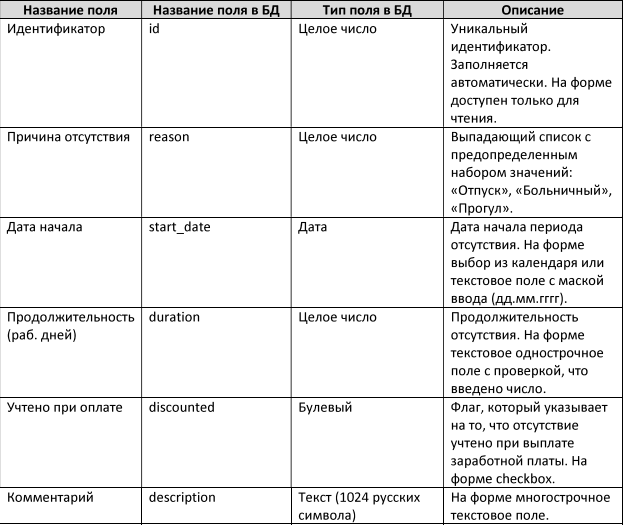 Название поля Название поля в БД Тип поля в БД Описание
Идентификатор id Целое число Уникальный
идентификатор.
Заполняется
автоматически. На форме
доступен только для
чтения.
Причина отсутствия reason Целое число Выпадающий список с
предопределенным
набором значений:
«Отпуск», «Больничный»,
«Прогул».
Дата начала start_date Дата Дата начала периода
отсутствия. На форме
выбор из календаря или
текстовое поле с маской
ввода (дд.мм.гггг).
Продолжительность duration Целое число Продолжительность
(раб. дней) отсутствия. На форме
текстовое однострочное
поле с проверкой, что
введено число.
Учтено при оплате discounted Булевый Флаг, который указывает
на то, что отсутствие
учтено при выплате
заработной платы. На
форме checkbox.
Комментарий description Текст (1024 русских На форме многострочное
символа) текстовое поле.